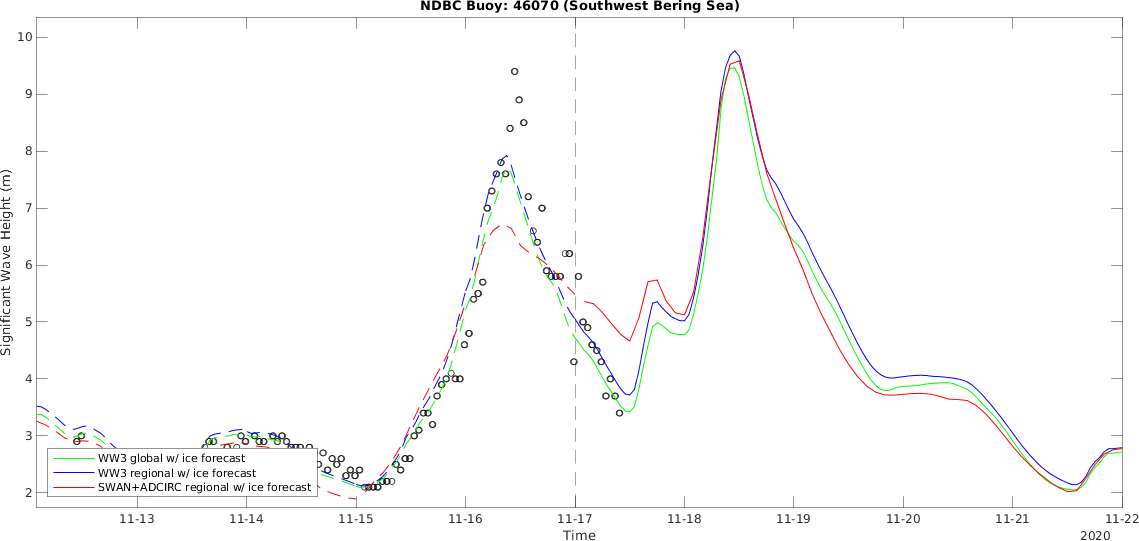 NDBC Buoy: 46070 (Southwest Bering Sea)
10
9
8
7
6
5
4
3
2
Significant Wave Height (m)
WW3 global w/ ice forecast
WW3 regional w/ ice forecast
SWAN+ADCIRC regional w/ ice forecast
11-13 11-14 11-15 11-16 11-17 11-18 11-19 11-20 11-21 11-22
Time
2020